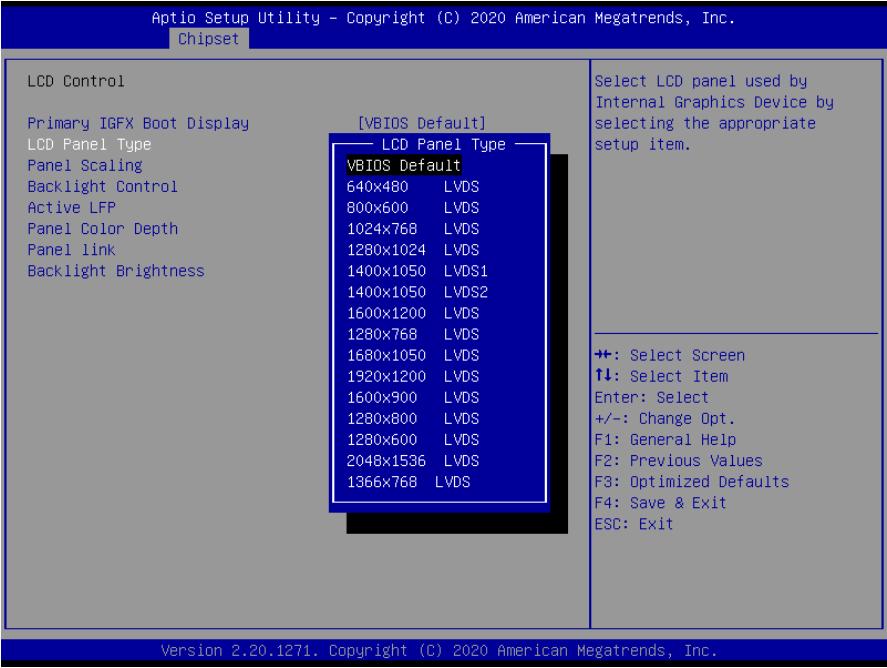 Aptio Setup Utility – Copyright (C) 2020 American Megatrends, Inc.
Chipset
LCD Control
Primary IGFX Boot Display [VBIOS Default]
LCD Panel Type
Panel Scaling
Backlight Control
Active LFP
Panel Color Depth
Panel link
Backlight Brightness
LCD Panel Type
VBIOS Default
640x480 LVDS
800x600 LVDS
1024x768 LVDS
1280x1024 LVDS
1400x1050 LVDS1
1400x1050 LVDS2
1600x1200 LVDS
1280x768 LVDS
1680x1050 LVDS
1920x1200 LVDS
1600x900 LVDS
1280x800 LVDS
1280x600 LVDS
2048x1536 LVDS
1366x768 LVDS
Select LCD panel used by
Internal Graphics Device by
selecting the appropriate
setup item.
→←: Select Screen
↑↓: Select Item
Enter: Select
+/-: Change Opt.
F1: General Help
F2: Previous Values
F3: Optimized Defaults
F4: Save & Exit
ESC: Exit
Version 2.20.1271. Copyright (C) 2020 American Megatrends, Inc.